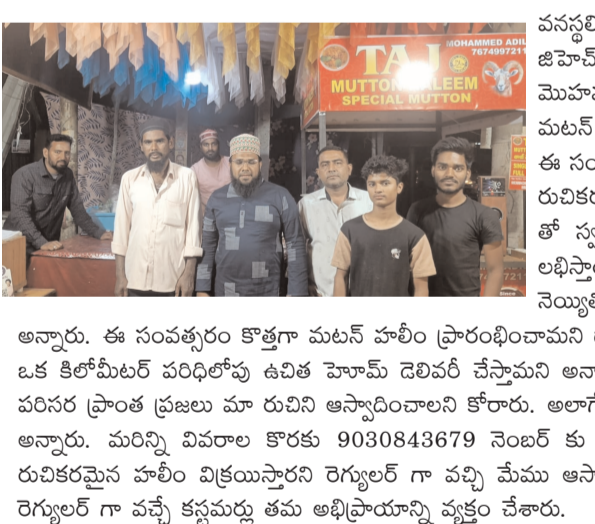 TAJ
MUTTON HALEEM
SPECIAL MUTTON
MOHAMMED ADIL
7674997211
వనస్థలి
జిహెచ్
మొహమ
మటన్
ఈ సం
రుచికర
తో స్వ
లభిస్తా
నెయ్యితో
అన్నారు. ఈ సంవత్సరం కొత్తగా మటన్ హలీం ప్రారంభించామని
ఒక కిలోమీటర్ పరిధిలోపు ఉచిత హెూమ్ డెలివరీ చేస్తామని అన్నా
పరిసర ప్రాంత ప్రజలు మా రుచిని ఆస్వాదించాలని కోరారు. అలాగే
అన్నారు. మరిన్ని వివరాల కొరకు 9030843679 నెంబర్ కు
రుచికరమైన హలీం విక్రయిస్తారని రెగ్యులర్ గా వచ్చి మేము ఆస్
రెగ్యులర్ గా వచ్చే కస్టమర్లు తమ అభిప్రాయాన్ని వ్యక్తం చేశారు.